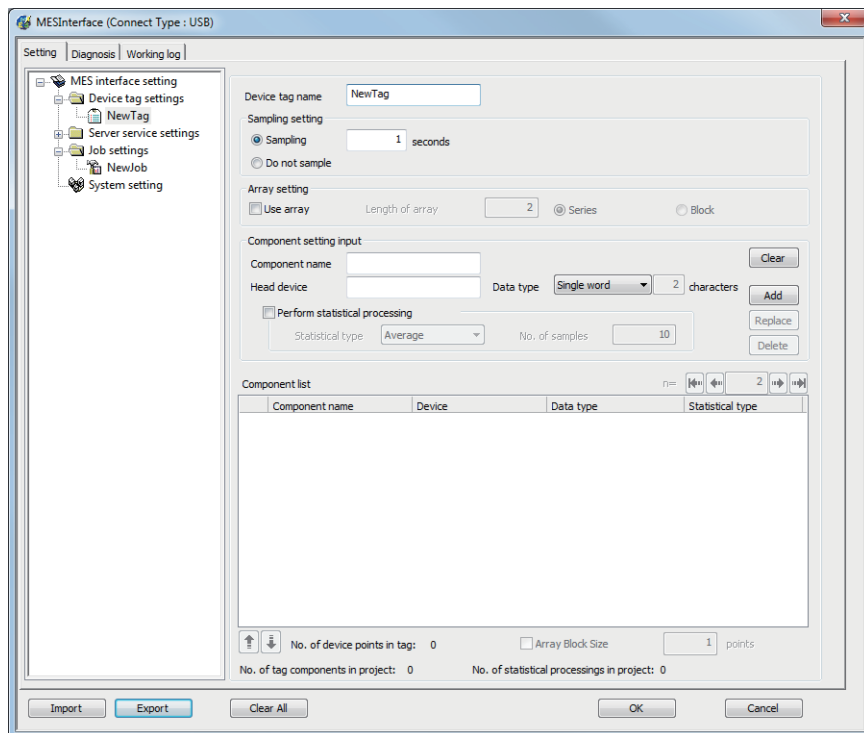 MESInterface (Connect Type : USB)
Setting Diagnosis Working log
MES interface setting
Device tag settings
NewTag
Server service settings
Job settings
NewJob
System setting
Device tag name NewTag
Sampling setting
Sampling 1 seconds
Do not sample
Array setting
Use array Length of array 2 Series Block
Component setting input
Component name Clear
Head device Data type Single word 2 characters
Add
Perform statistical processing
Replace
Statistical type Average No. of samples 10
Delete
Component list n= 2
Component name Device Data type Statistical type
No. of device points in tag: 0 Array Block Size 1 points
No. of tag components in project: 0 No. of statistical processings in project: 0
Import Export Clear All OK Cancel